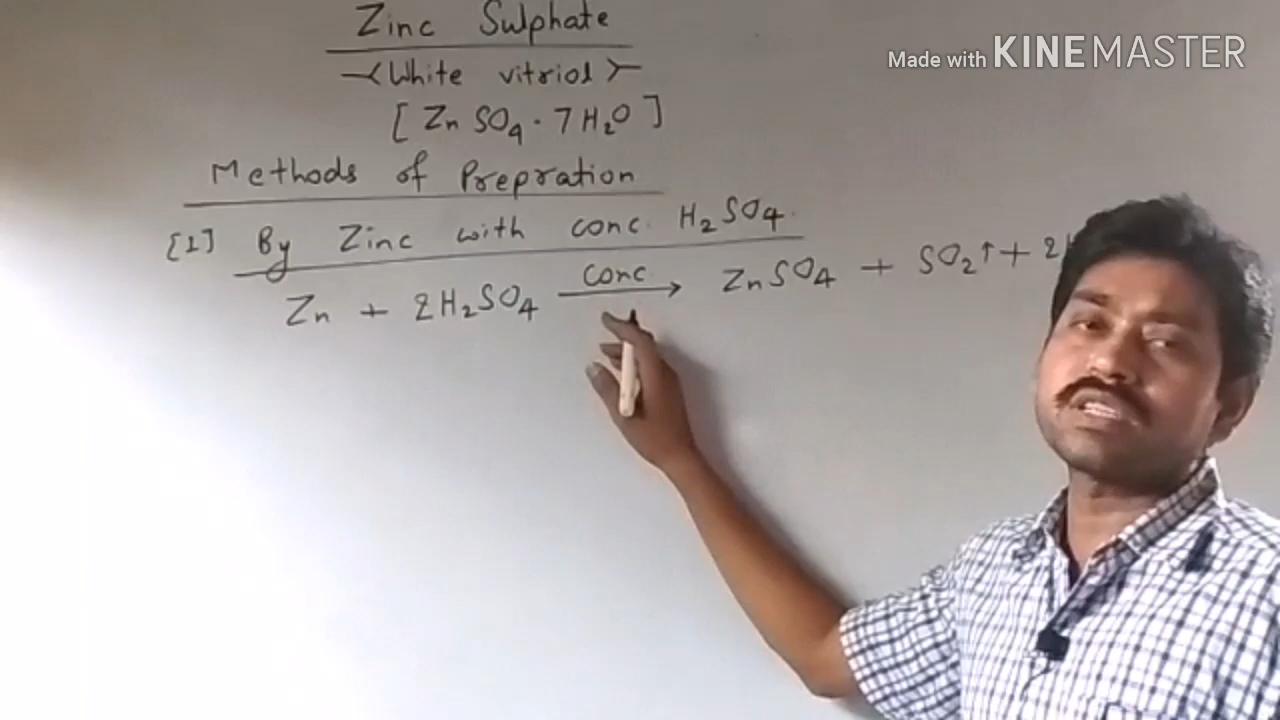 Zinc Sulphate
Made with KINEMASTER
(White vitriol)
[ZnSO4·7H2O]
Methods of Prepration
[1] By Zinc with conc. H2SO4.
Zn + 2H2SO4 conc → ZnSO4 + SO2↑ + 2